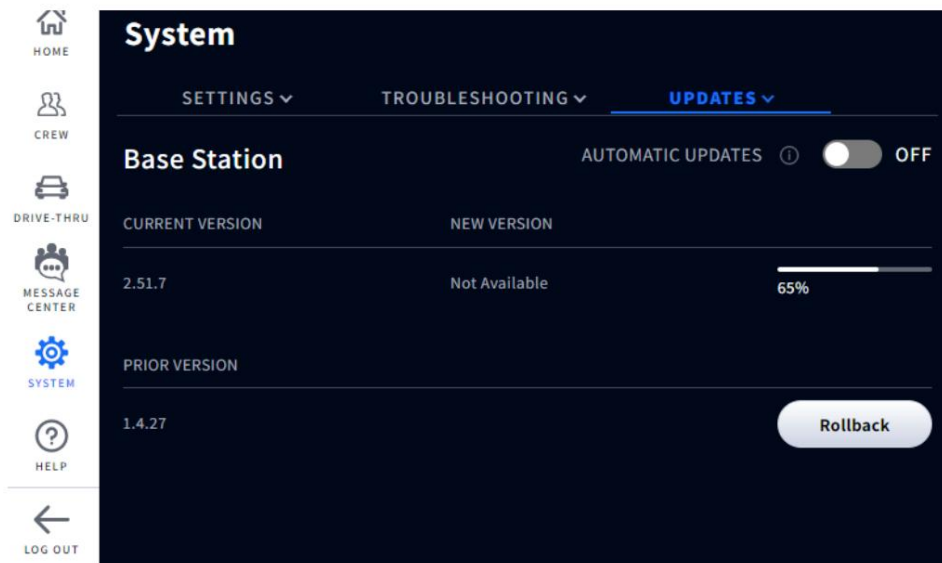 HOME
CREW
DRIVE-THRU
MESSAGE
CENTER
SYSTEM
HELP
LOG OUT
System
SETTINGS
TROUBLESHOOTING
UPDATES
Base Station
AUTOMATIC UPDATES
OFF
CURRENT VERSION
NEW VERSION
2.51.7
Not Available
65%
PRIOR VERSION
1.4.27
Rollback